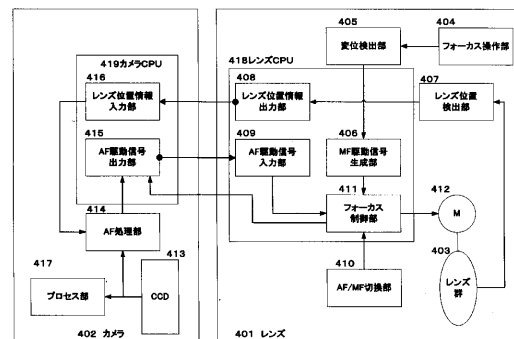 405
404
変位検出部
フォーカス操作部
419カメラCPU
418レンズCPU
416
レンズ位置情報
入力部
408
レンズ位置情報
出力部
407
レンズ位置
検出部
415
AF駆動信号
出力部
409
AF駆動信号
入力部
406
MF駆動信号
生成部
411
フォーカス
制御部
412
M
414
AF処理部
403
レンズ
群
417
プロセス部
413
CCD
410
AF/MF切換部
402 カメラ
401 レンズ